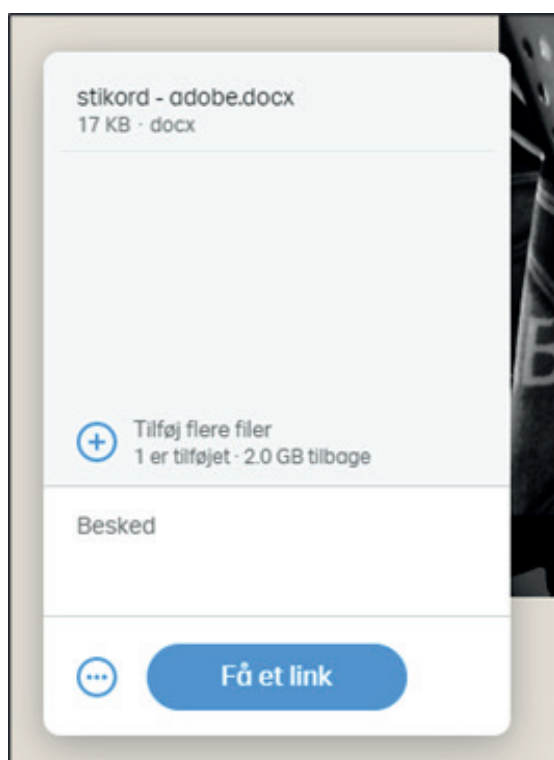 stikord - adobe.docx
17 KB · docx
Tilføj flere filer
1 er tilføjet · 2.0 GB tilbage
Besked
Få et link